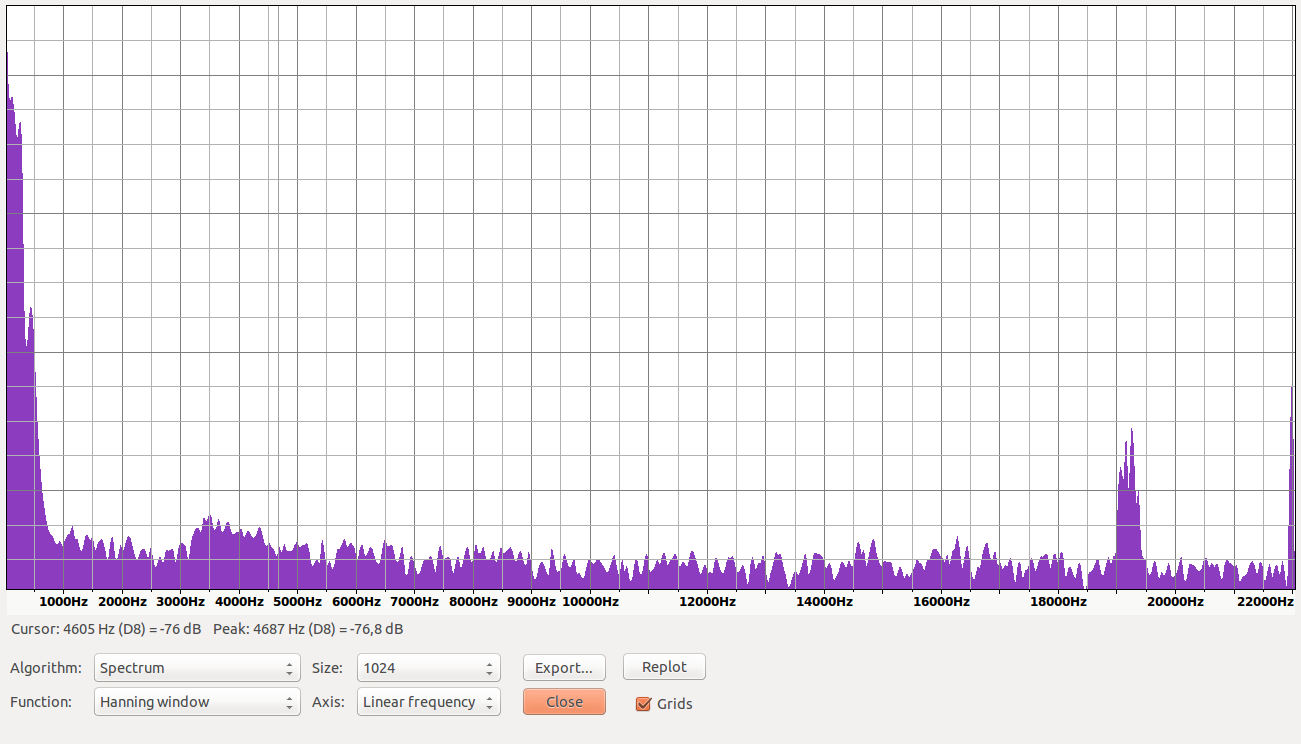 1000Hz 2000Hz 3000Hz 4000Hz 5000Hz 6000Hz 7000Hz 8000Hz 9000Hz 10000Hz 12000Hz 14000Hz 16000Hz 18000Hz 20000Hz 22000Hz
Cursor: 4605 Hz (D8) = -76 dB Peak: 4687 Hz (D8) = -76,8 dB
Algorithm: Spectrum Size: 1024 Export... Replot
Function: Hanning window Axis: Linear frequency Close Grids